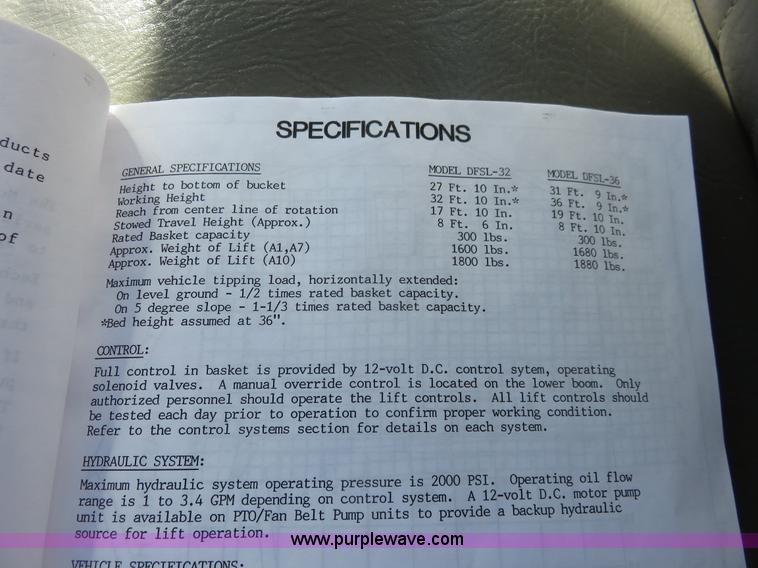 ducts
date
n
of
SPECIFICATIONS
GENERAL SPECIFICATIONS MODEL DFSL-32 MODEL DFSL-36
Height to bottom of bucket 27 Ft. 10 In.* 31 Ft. 9 In.*
Working Height 32 Ft. 10 In.* 36 Ft. 9 In.*
Reach from center line of rotation 17 Ft. 10 In. 19 Ft. 10 In.
Stowed Travel Height (Approx.) 8 Ft. 6 In. 8 Ft. 10 In.
Rated Basket capacity 300 lbs. 300 lbs.
Approx. Weight of Lift (A1,A7) 1600 lbs. 1680 lbs.
Approx. Weight of Lift (A10) 1800 lbs. 1880 lbs.
Maximum vehicle tipping load, horizontally extended:
On level ground - 1/2 times rated basket capacity.
On 5 degree slope - 1-1/3 times rated basket capacity.
*Bed height assumed at 36".
CONTROL:
Full control in basket is provided by 12-volt D.C. control sytem, operating
solenoid valves. A manual override control is located on the lower boom. Only
authorized personnel should operate the lift controls. All lift controls should
be tested each day prior to operation to confirm proper working condition.
Refer to the control systems section for details on each system.
HYDRAULIC SYSTEM:
Maximum hydraulic system operating pressure is 2000 PSI. Operating oil flow
range is 1 to 3.4 GPM depending on control system. A 12-volt D.C. motor pump
unit is available on PTO/Fan Belt Pump units to provide a backup hydraulic
source for lift operation.
www.purplewave.com
VEHICLE SPECIFICATIONS: